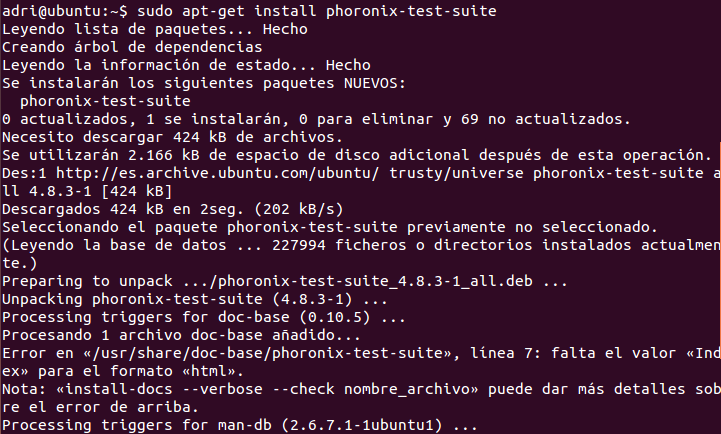 adri@ubuntu:~$ sudo apt-get install phoronix-test-suite
Leyendo lista de paquetes... Hecho
Creando árbol de dependencias
Leyendo la información de estado... Hecho
Se instalarán los siguientes paquetes NUEVOS:
  phoronix-test-suite
0 actualizados, 1 se instalarán, 0 para eliminar y 69 no actualizados.
Necesito descargar 424 kB de archivos.
Se utilizarán 2.166 kB de espacio de disco adicional después de esta operación.
Des:1 http://es.archive.ubuntu.com/ubuntu/ trusty/universe phoronix-test-suite a
ll 4.8.3-1 [424 kB]
Descargados 424 kB en 2seg. (202 kB/s)
Seleccionando el paquete phoronix-test-suite previamente no seleccionado.
(Leyendo la base de datos ... 227994 ficheros o directorios instalados actualmen
te.)
Preparing to unpack .../phoronix-test-suite_4.8.3-1_all.deb ...
Unpacking phoronix-test-suite (4.8.3-1) ...
Processing triggers for doc-base (0.10.5) ...
Procesando 1 archivo doc-base añadido...
Error en «/usr/share/doc-base/phoronix-test-suite», línea 7: falta el valor «Ind
ex» para el formato «html».
Nota: «install-docs --verbose --check nombre_archivo» puede dar más detalles sob
re el error de arriba.
Processing triggers for man-db (2.6.7.1-1ubuntu1) ...